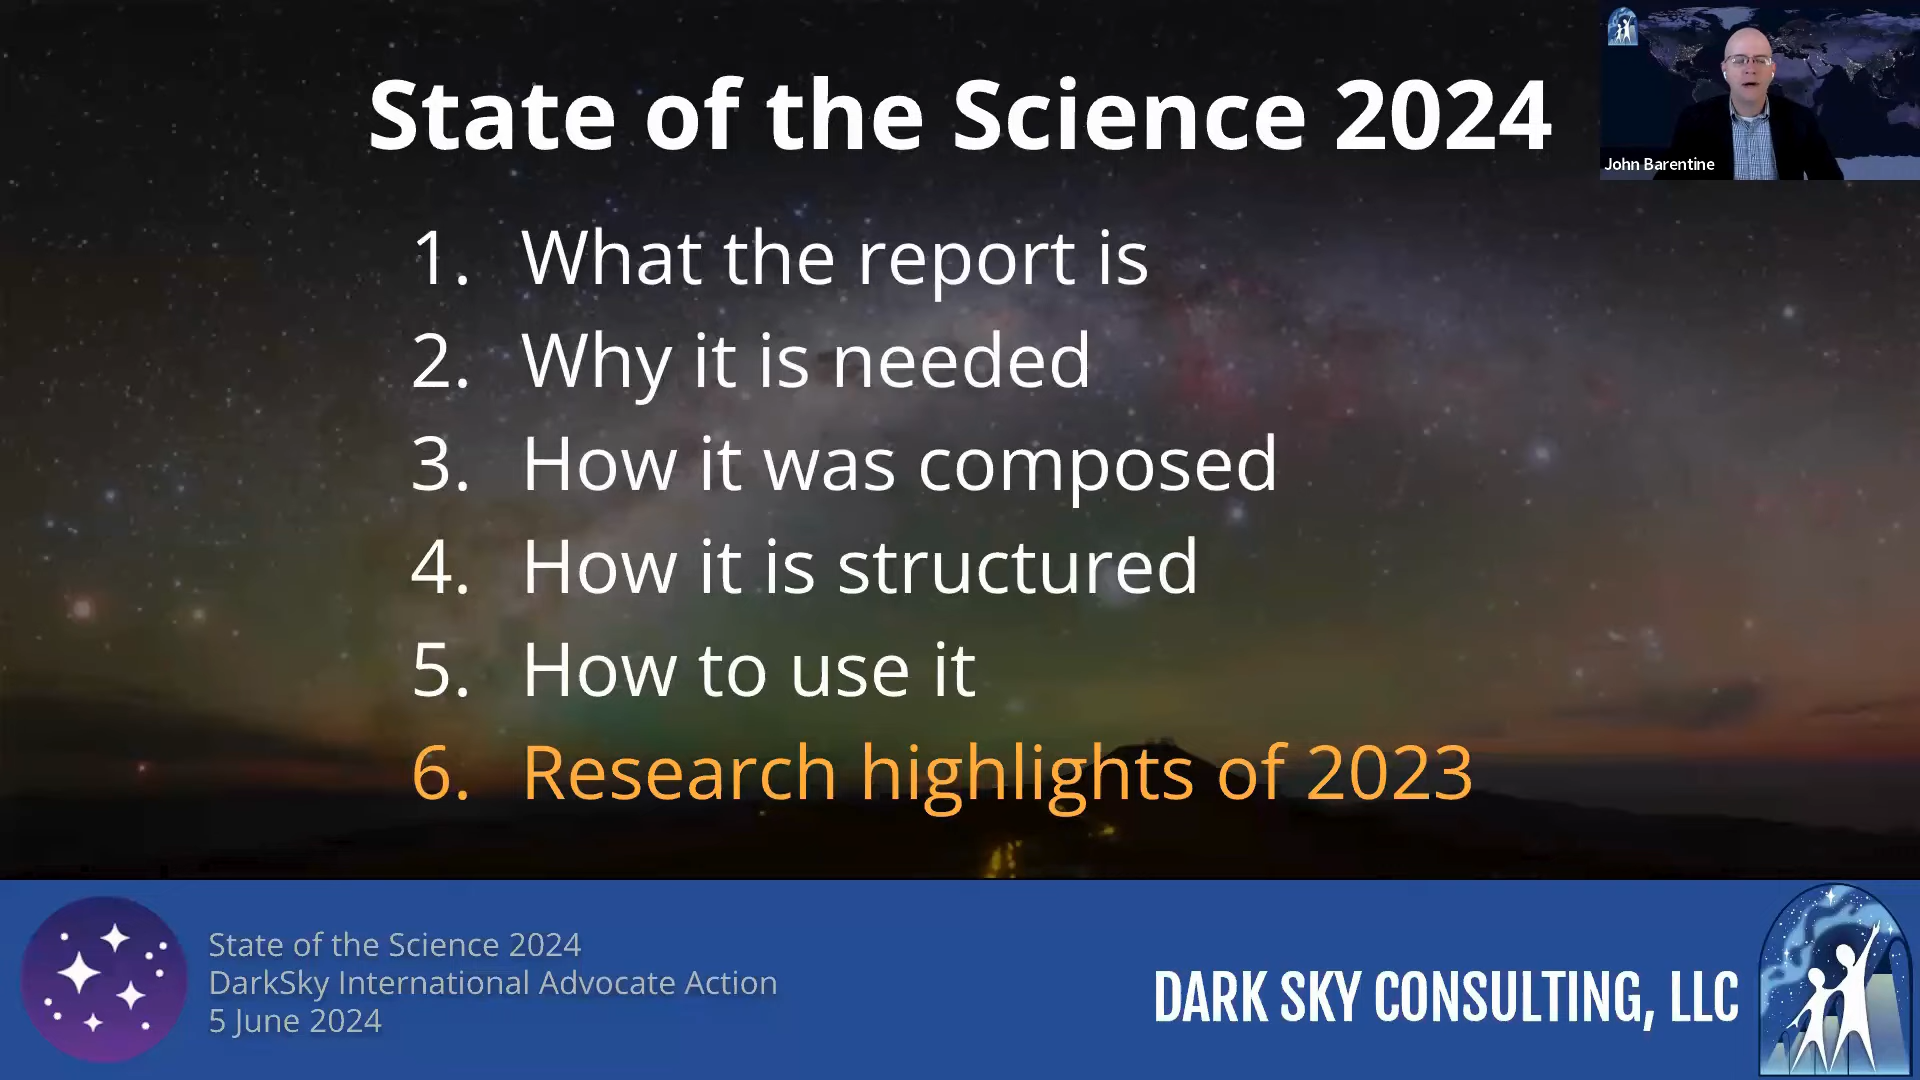 State of the Science 2024
John Barentine
1. What the report is
2. Why it is needed
3. How it was composed
4. How it is structured
5. How to use it
6. Research highlights of 2023
State of the Science 2024
DarkSky International Advocate Action
5 June 2024
DARK SKY CONSULTING, LLC